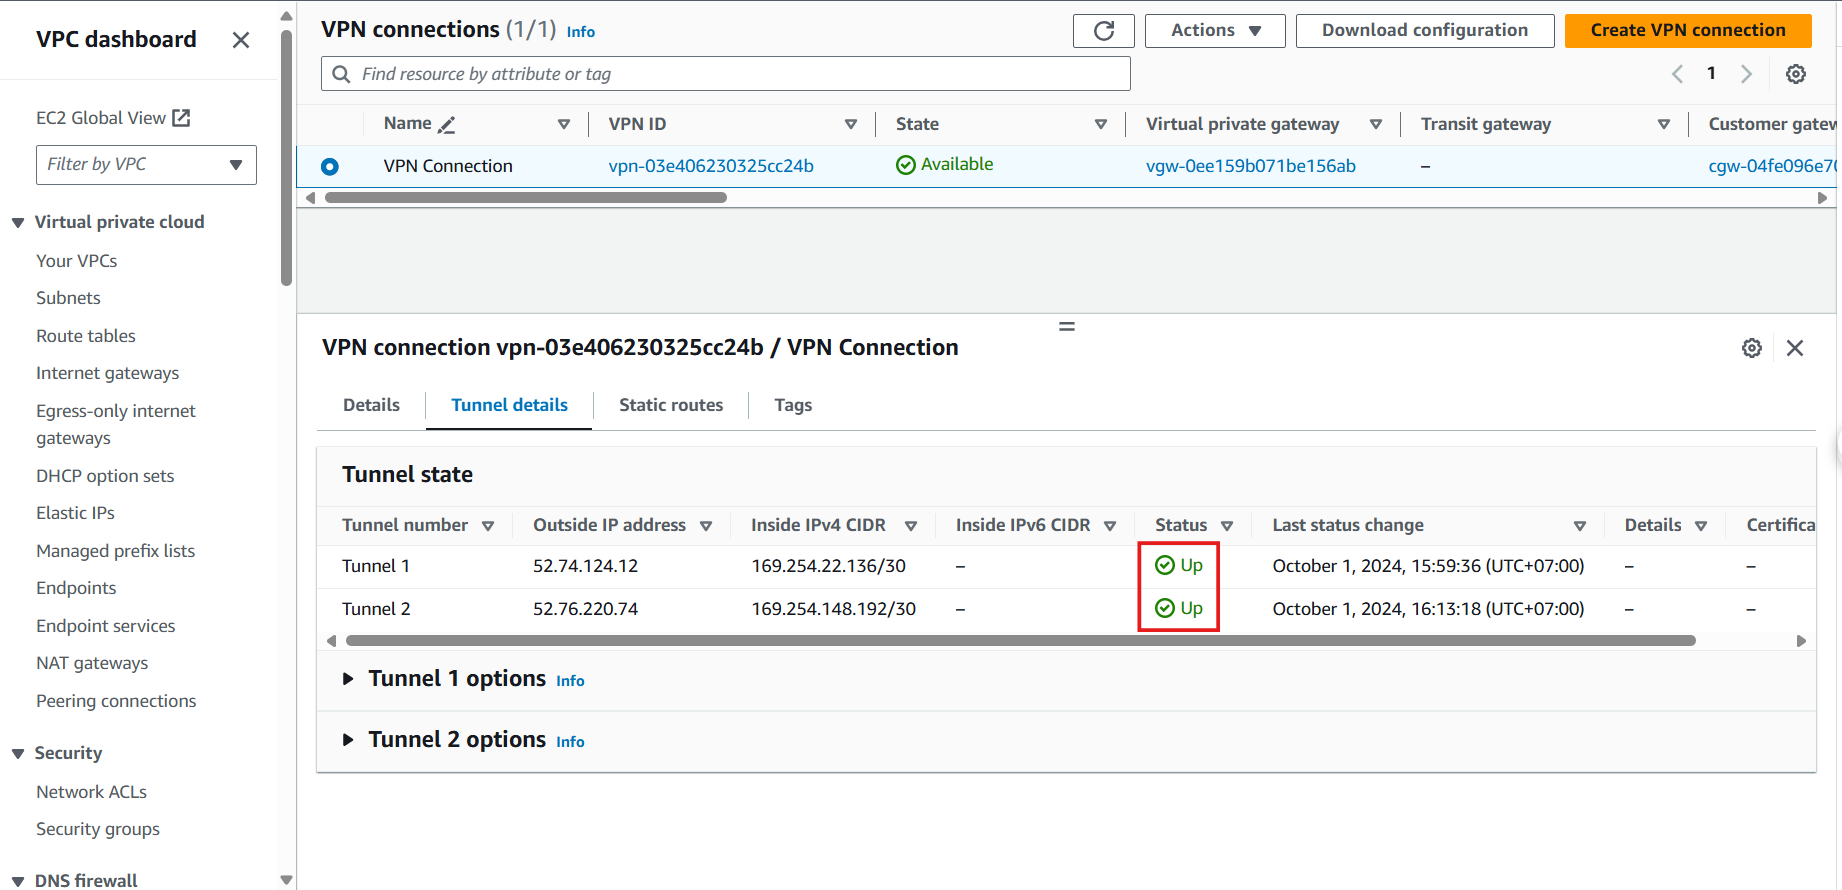 VPC dashboard
EC2 Global View
Filter by VPC
Virtual private cloud
Your VPCs
Subnets
Route tables
Internet gateways
Egress-only internet
gateways
DHCP option sets
Elastic IPs
Managed prefix lists
Endpoints
Endpoint services
NAT gateways
Peering connections
Security
Network ACLs
Security groups
DNS firewall
VPN connections (1/1) Info
Actions
Download configuration
Create VPN connection
Find resource by attribute or tag
1
Name VPN ID State Virtual private gateway Transit gateway Customer gatew
VPN Connection vpn-03e406230325cc24b Available vgw-0ee159b071be156ab – cgw-04fe096e70
VPN connection vpn-03e406230325cc24b / VPN Connection
Details Tunnel details Static routes Tags
Tunnel state
Tunnel number Outside IP address Inside IPv4 CIDR Inside IPv6 CIDR Status Last status change Details Certifica
Tunnel 1 52.74.124.12 169.254.22.136/30 – Up October 1, 2024, 15:59:36 (UTC+07:00) – –
Tunnel 2 52.76.220.74 169.254.148.192/30 – Up October 1, 2024, 16:13:18 (UTC+07:00) – –
Tunnel 1 options Info
Tunnel 2 options Info